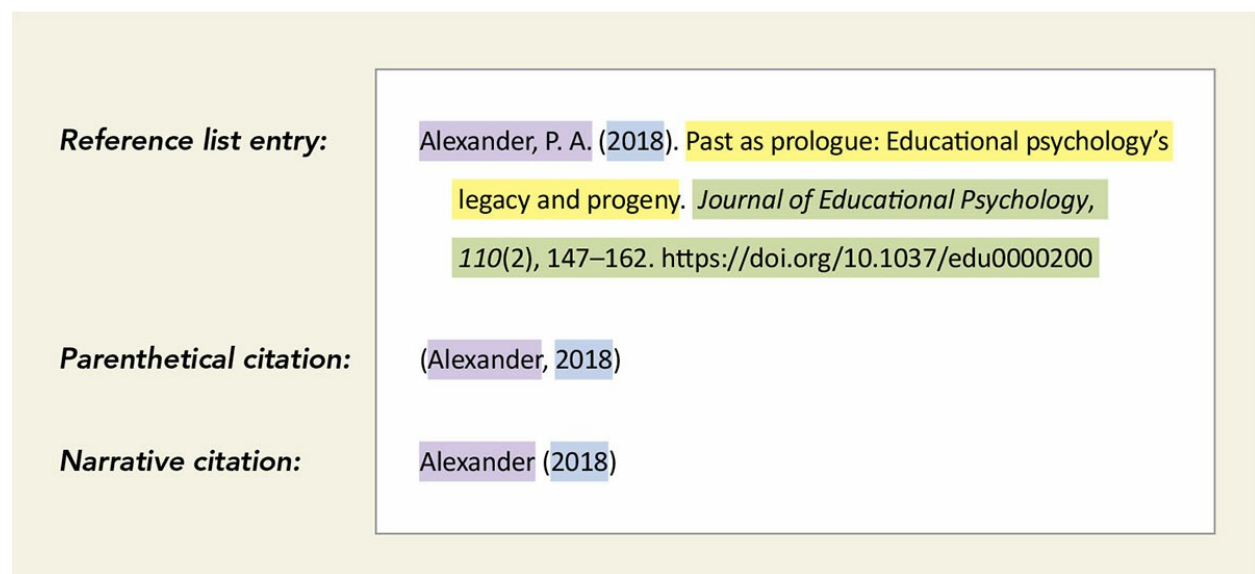 Reference list entry: Alexander, P. A. (2018). Past as prologue: Educational psychology’s
legacy and progeny. Journal of Educational Psychology,
110(2), 147–162. https://doi.org/10.1037/edu0000200
Parenthetical citation: (Alexander, 2018)
Narrative citation: Alexander (2018)